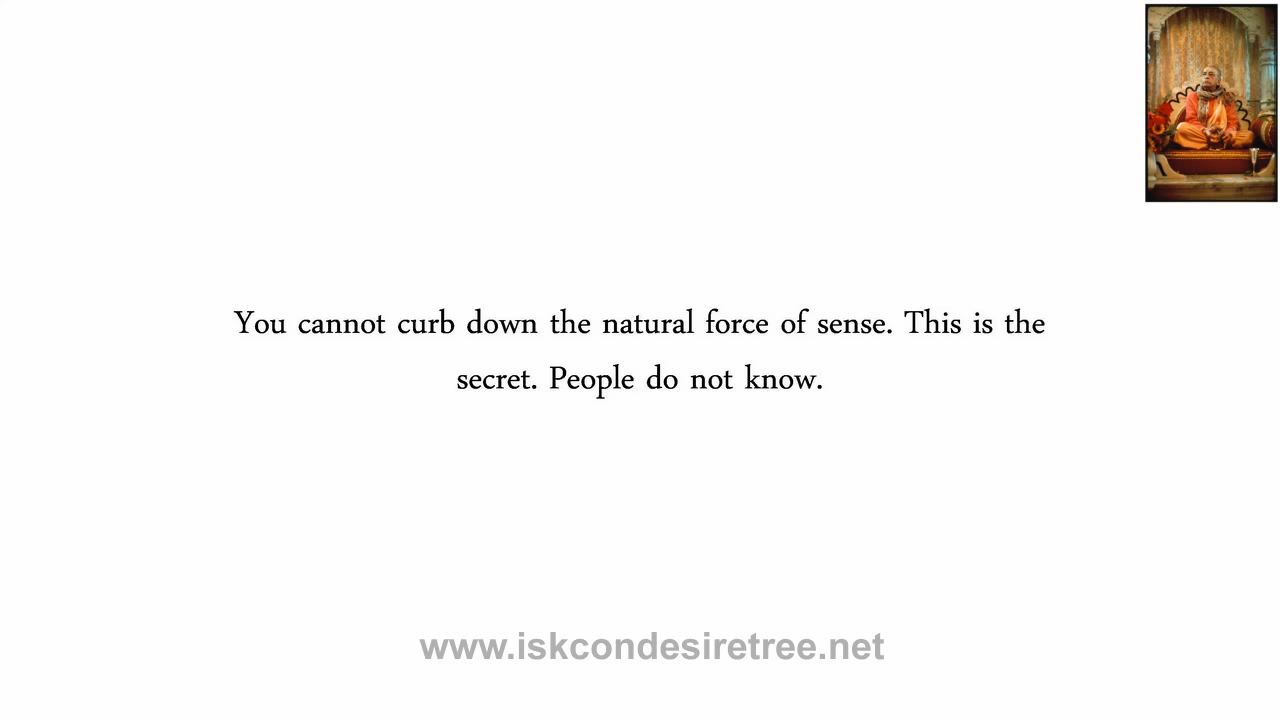 You cannot curb down the natural force of sense. This is the
secret. People do not know.
www.iskcondesiretree.net